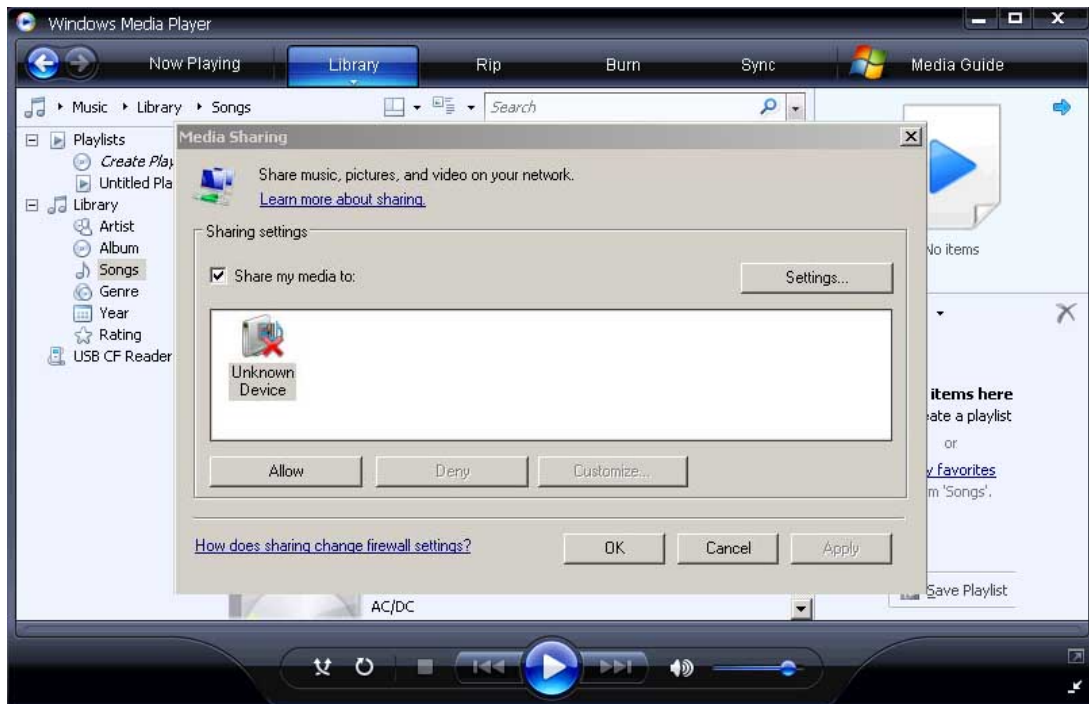 Windows Media Player
Now Playing
Library
Rip
Burn
Sync
Media Guide
Music Library Songs
Search
Playlists
Create Play
Untitled Pla
Library
Artist
Album
Songs
Genre
Year
Rating
USB CF Reader
Media Sharing
Share music, pictures, and video on your network.
Learn more about sharing.
Sharing settings
Share my media to:
Settings...
Unknown
Device
Allow
Deny
Customize...
How does sharing change firewall settings?
OK
Cancel
Apply
AC/DC
No items
items here
ate a playlist
or
favorites
'Songs'.
Save Playlist